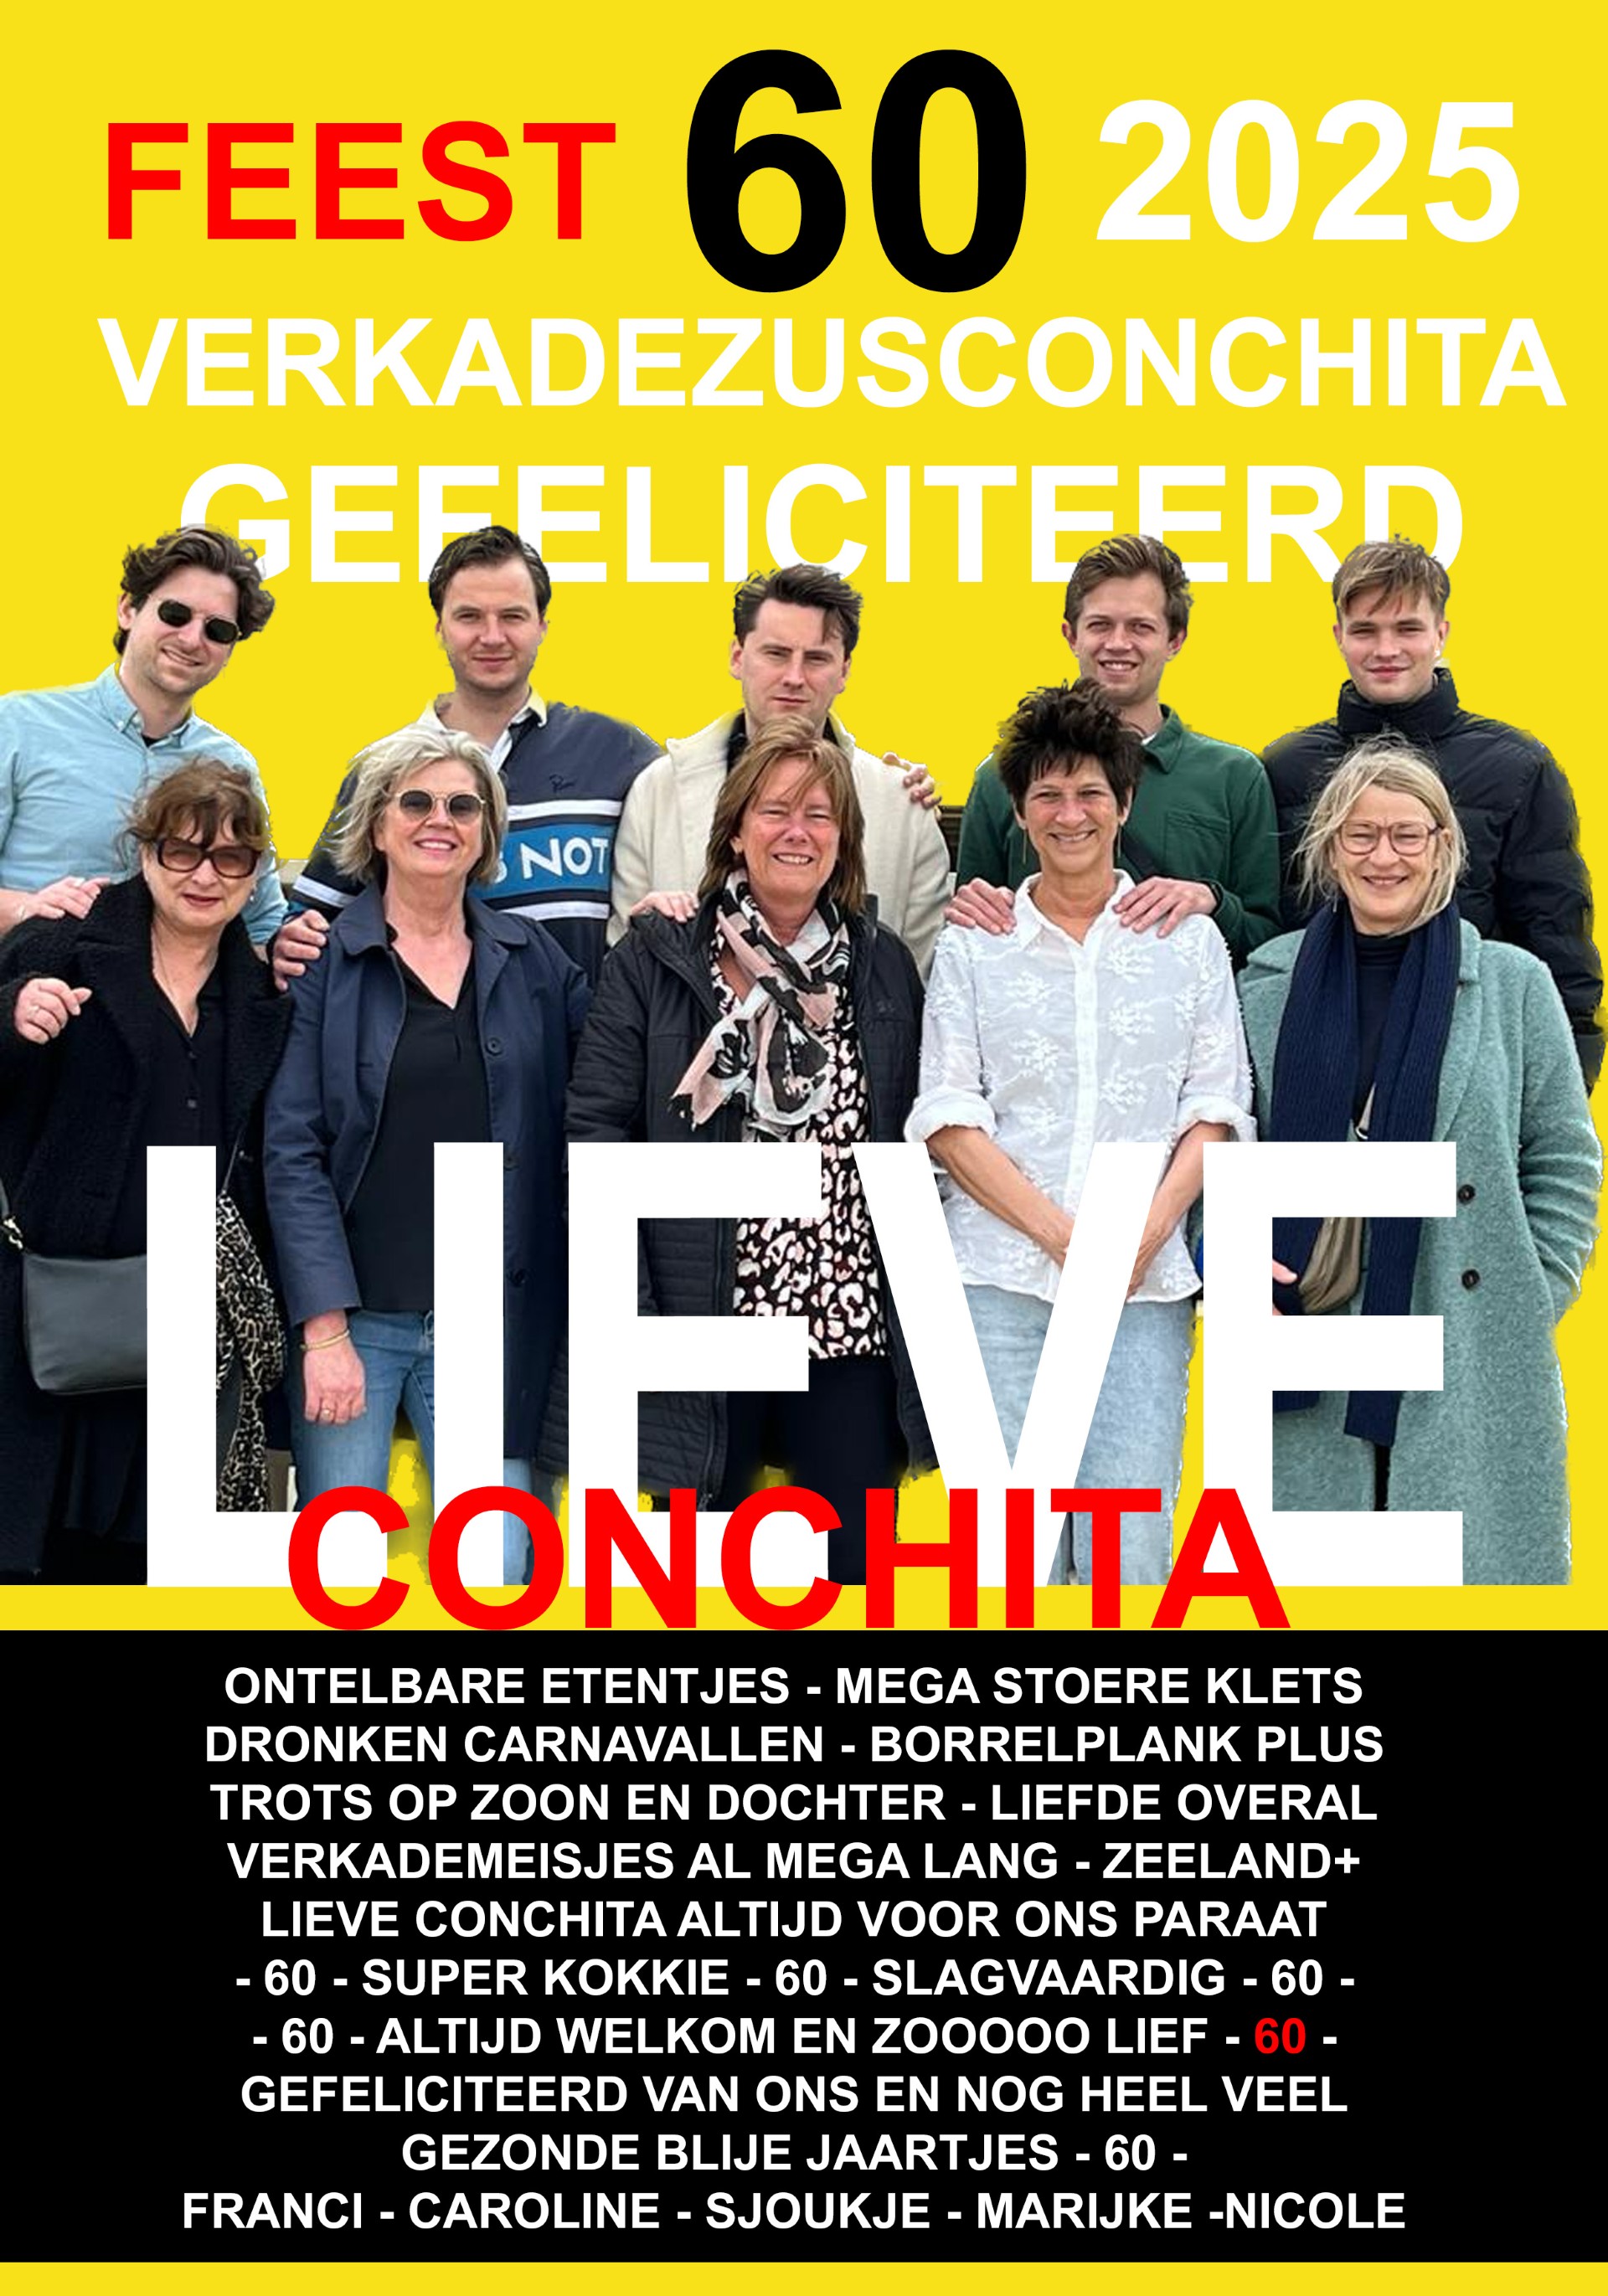 FEEST 60 2025
VERKADEZUSCONCHITA
GEFELICITEERD
NOT
LIEVE
CONCHITA
ONTELBARE ETENTJES - MEGA STOERE KLETS
DRONKEN CARNAVALLEN - BORRELPLANK PLUS
TROTS OP ZOON EN DOCHTER - LIEFDE OVERAL
VERKADEMEISJES AL MEGA LANG - ZEELAND+
LIEVE CONCHITA ALTIJD VOOR ONS PARAAT
- 60 - SUPER KOKKIE - 60 - SLAGVAARDIG - 60 -
- 60 - ALTIJD WELKOM EN ZOOOOO LIEF - 60 -
GEFELICITEERD VAN ONS EN NOG HEEL VEEL
GEZONDE BLIJE JAARTJES - 60 -
FRANCI - CAROLINE - SJOUKJE - MARIJKE -NICOLE